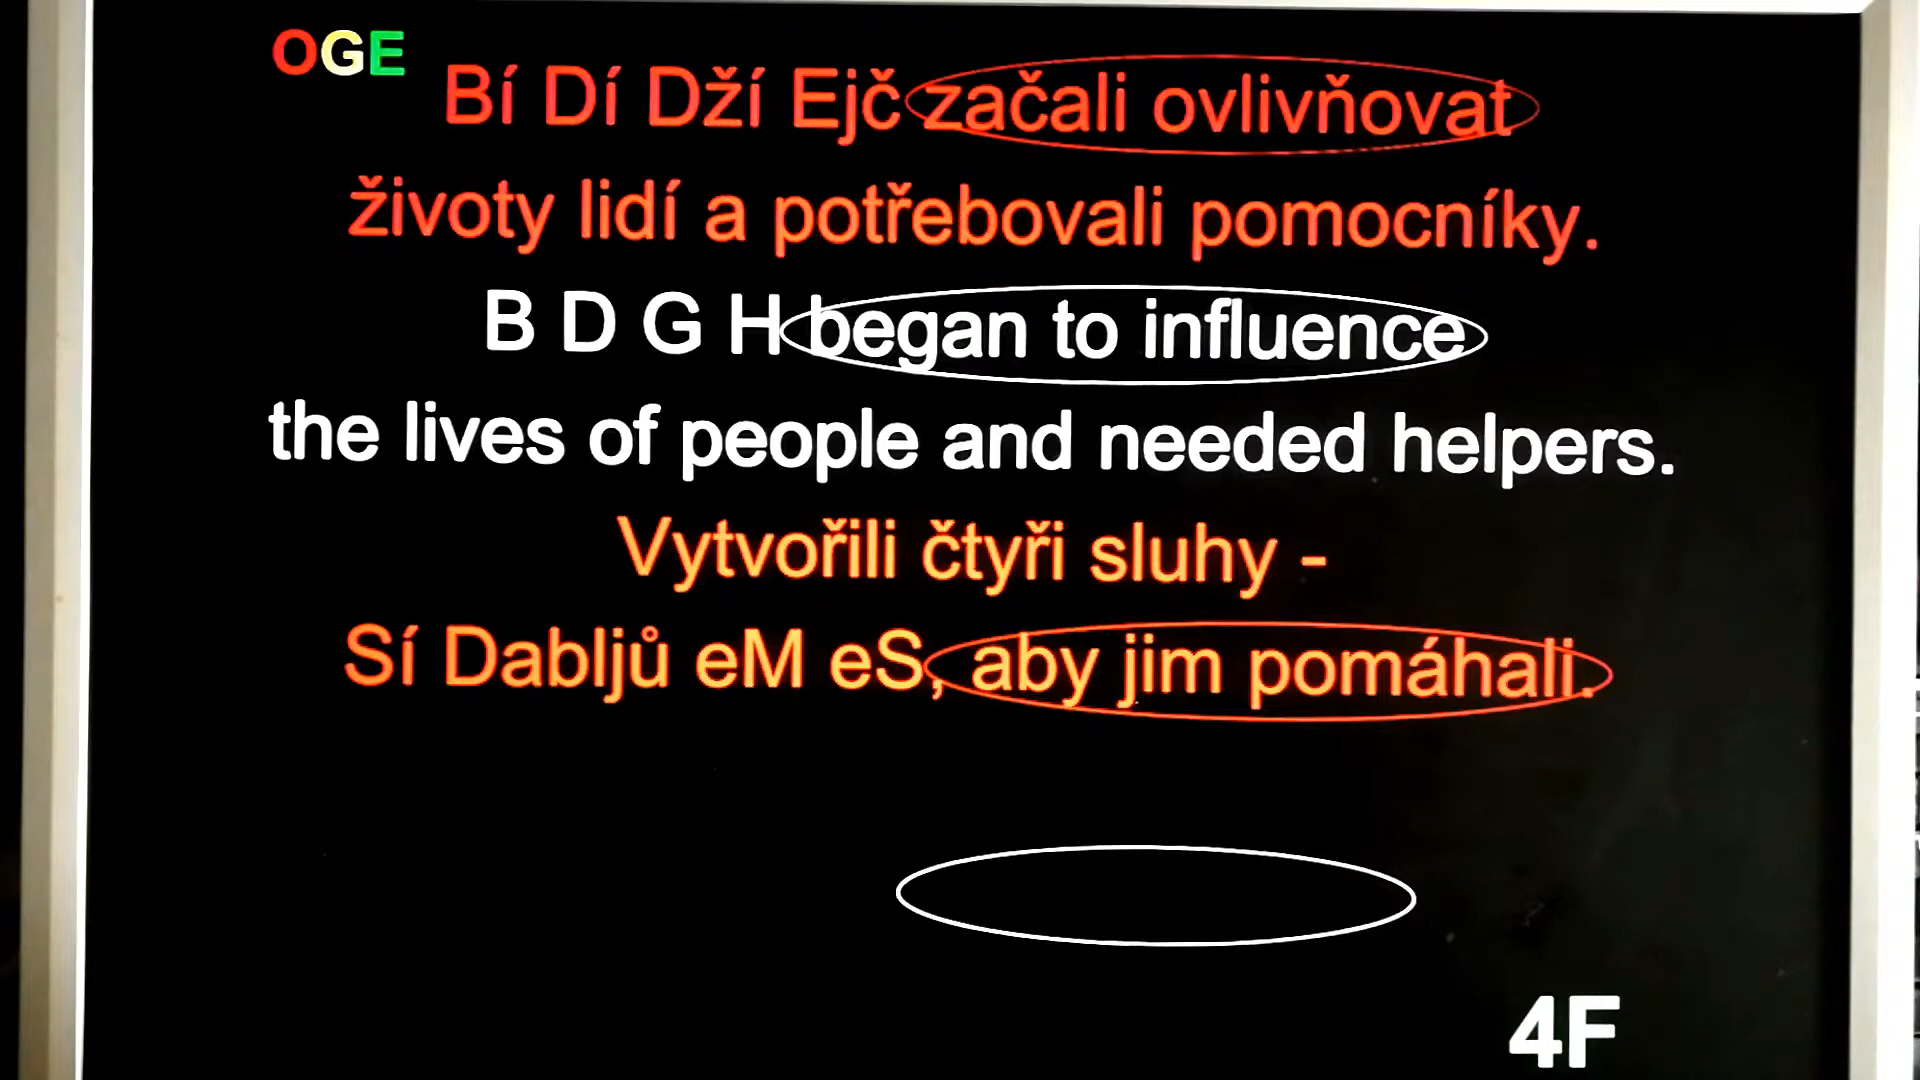 OGE
Bí Dí Dží Ejč začali ovlivňovat
životy lidí a potřebovali pomocníky.
B D G H began to influence
the lives of people and needed helpers.
Vytvořili čtyři sluhy -
Sí Dabljů eM eS, aby jim pomáhali.
4F